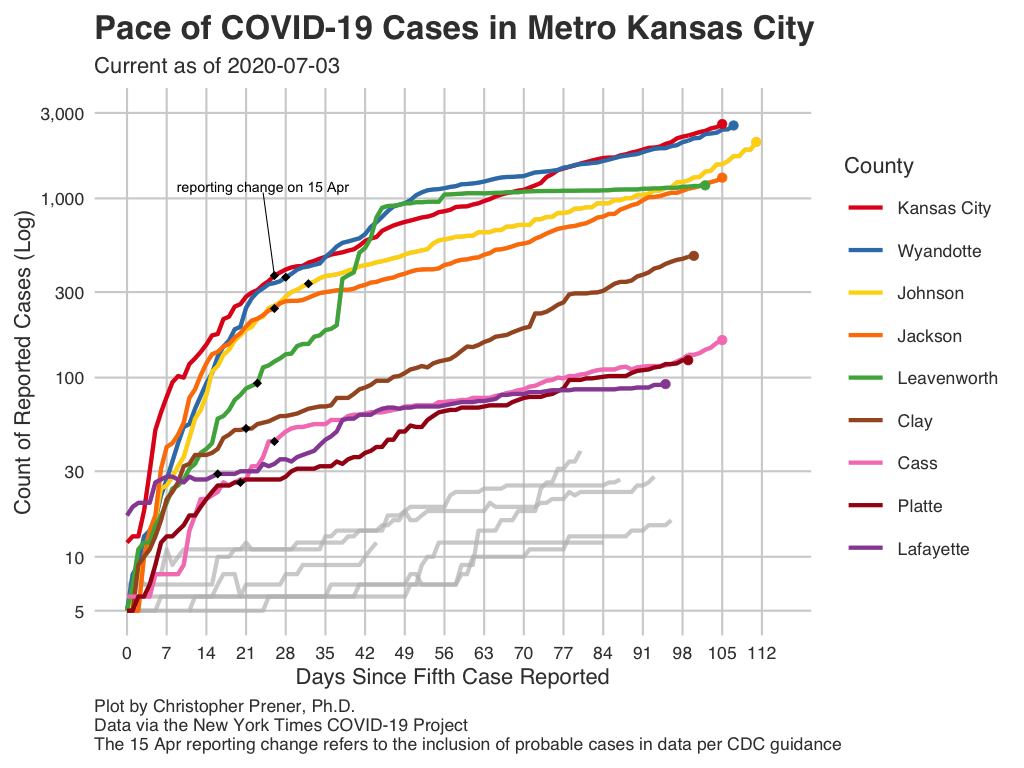 Pace of COVID-19 Cases in Metro Kansas City
Current as of 2020-07-03
Count of Reported Cases (Log)
3,000
1,000
300
100
30
10
5
reporting change on 15 Apr
0 7 14 21 28 35 42 49 56 63 70 77 84 91 98 105 112
Days Since Fifth Case Reported
County
Kansas City
Wyandotte
Johnson
Jackson
Leavenworth
Clay
Cass
Platte
Lafayette
Plot by Christopher Prener, Ph.D.
Data via the New York Times COVID-19 Project
The 15 Apr reporting change refers to the inclusion of probable cases in data per CDC guidance